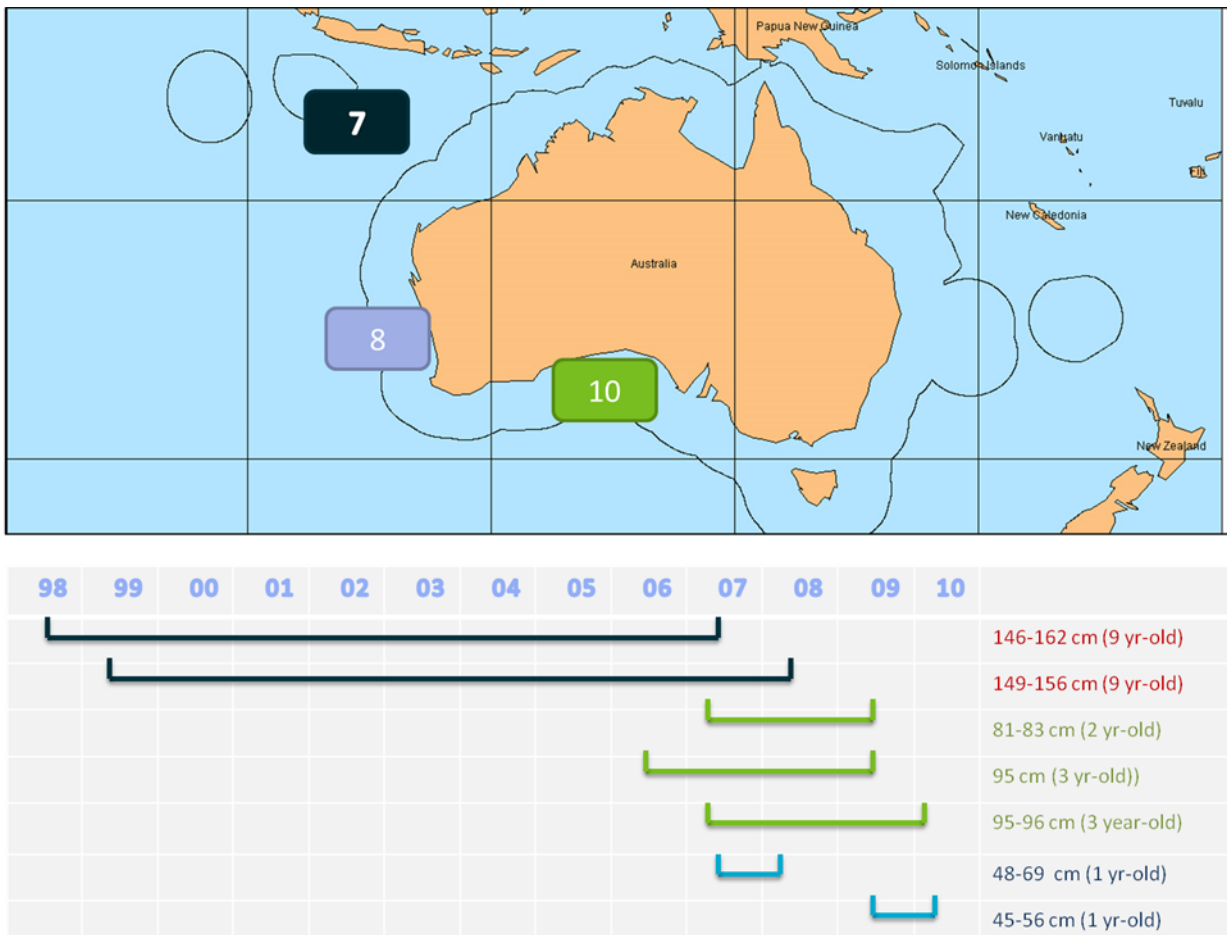 Papua New Guinea
Solomon Islands
Tuvalu
7
Vanuatu
Fiji
New Caledonia
Australia
8
10
New Zealand
98 99 00 01 02 03 04 05 06 07 08 09 10
146-162 cm (9 yr-old)
149-156 cm (9 yr-old)
81-83 cm (2 yr-old)
95 cm (3 yr-old))
95-96 cm (3 year-old)
48-69 cm (1 yr-old)
45-56 cm (1 yr-old)